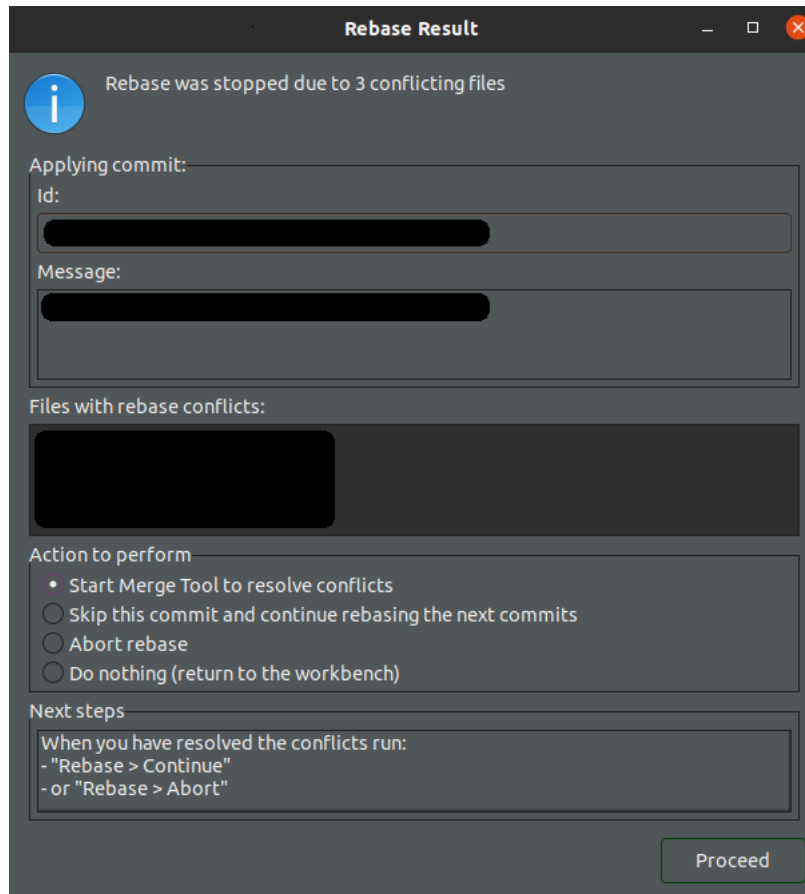 Rebase Result
Rebase was stopped due to 3 conflicting files
Applying commit:
Id:
Message:
Files with rebase conflicts:
Action to perform
Start Merge Tool to resolve conflicts
Skip this commit and continue rebasing the next commits
Abort rebase
Do nothing (return to the workbench)
Next steps
When you have resolved the conflicts run:
- "Rebase > Continue"
- or "Rebase > Abort"
Proceed